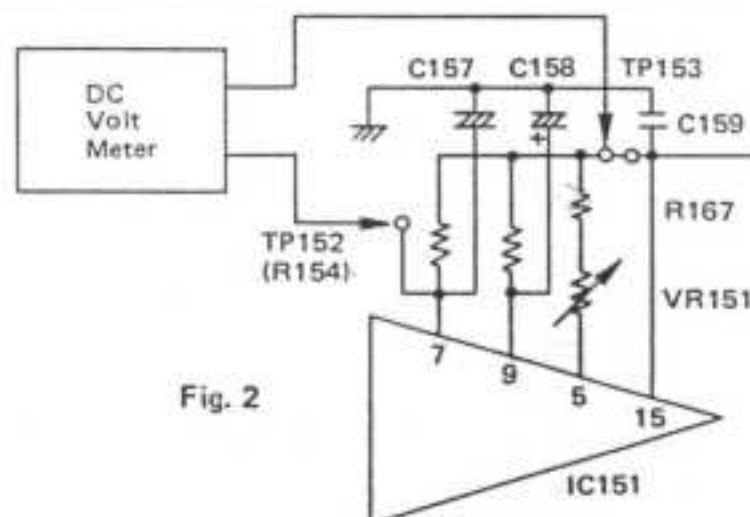 DC
Volt
Meter
C157
C158
TP153
C159
+
TP152
(R154)
R167
VR151
7
9
5
15
Fig. 2
IC151